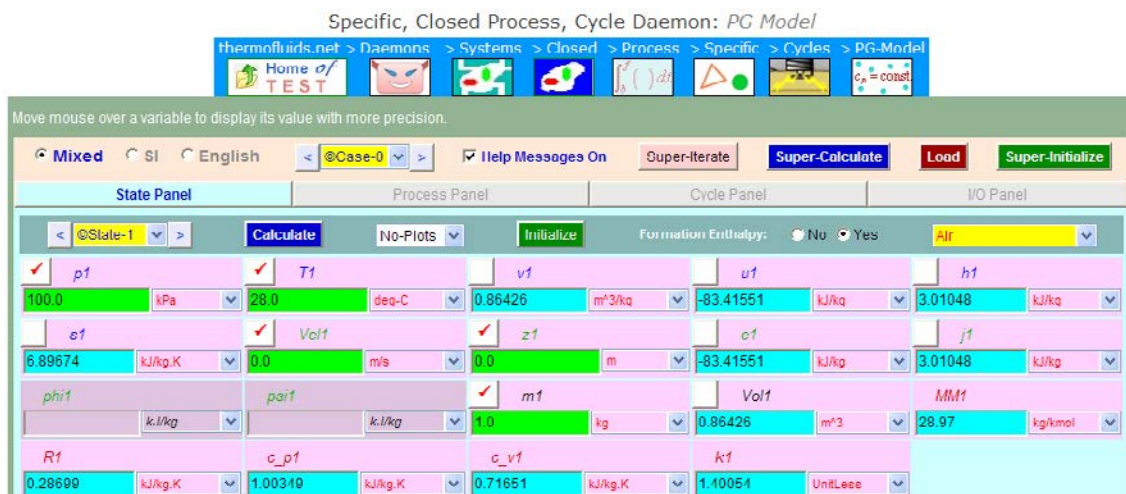 Specific, Closed Process, Cycle Daemon: PG Model
thermofluids.net > Daemons > Systems > Closed > Process > Specific > Cycles > PG-Model
Home of TEST ∫ᵇᶠ( )dt c_p = const.
Move mouse over a variable to display its value with more precision.
Mixed SI English < ©Case-0 > Help Messages On Super-Iterate Super-Calculate Load Super-Initialize
State Panel Process Panel Cycle Panel I/O Panel
< ©State-1 > Calculate No-Plots Initialize Formation Enthalpy: No Yes Air
p1 T1 v1 u1 h1
100.0 kPa 28.0 deg-C 0.86426 m^3/kg -83.41551 kJ/kg 3.01048 kJ/kg
s1 Vel1 z1 e1 j1
6.89674 kJ/kg.K 0.0 m/s 0.0 m -83.41551 kJ/kg 3.01048 kJ/kg
phi1 psi1 m1 Vol1 MM1
kJ/kg kJ/kg 1.0 kg 0.86426 m^3 28.97 kg/kmol
R1 c_p1 c_v1 k1
0.28699 kJ/kg.K 1.00349 kJ/kg.K 0.71651 kJ/kg.K 1.40054 UnitLess